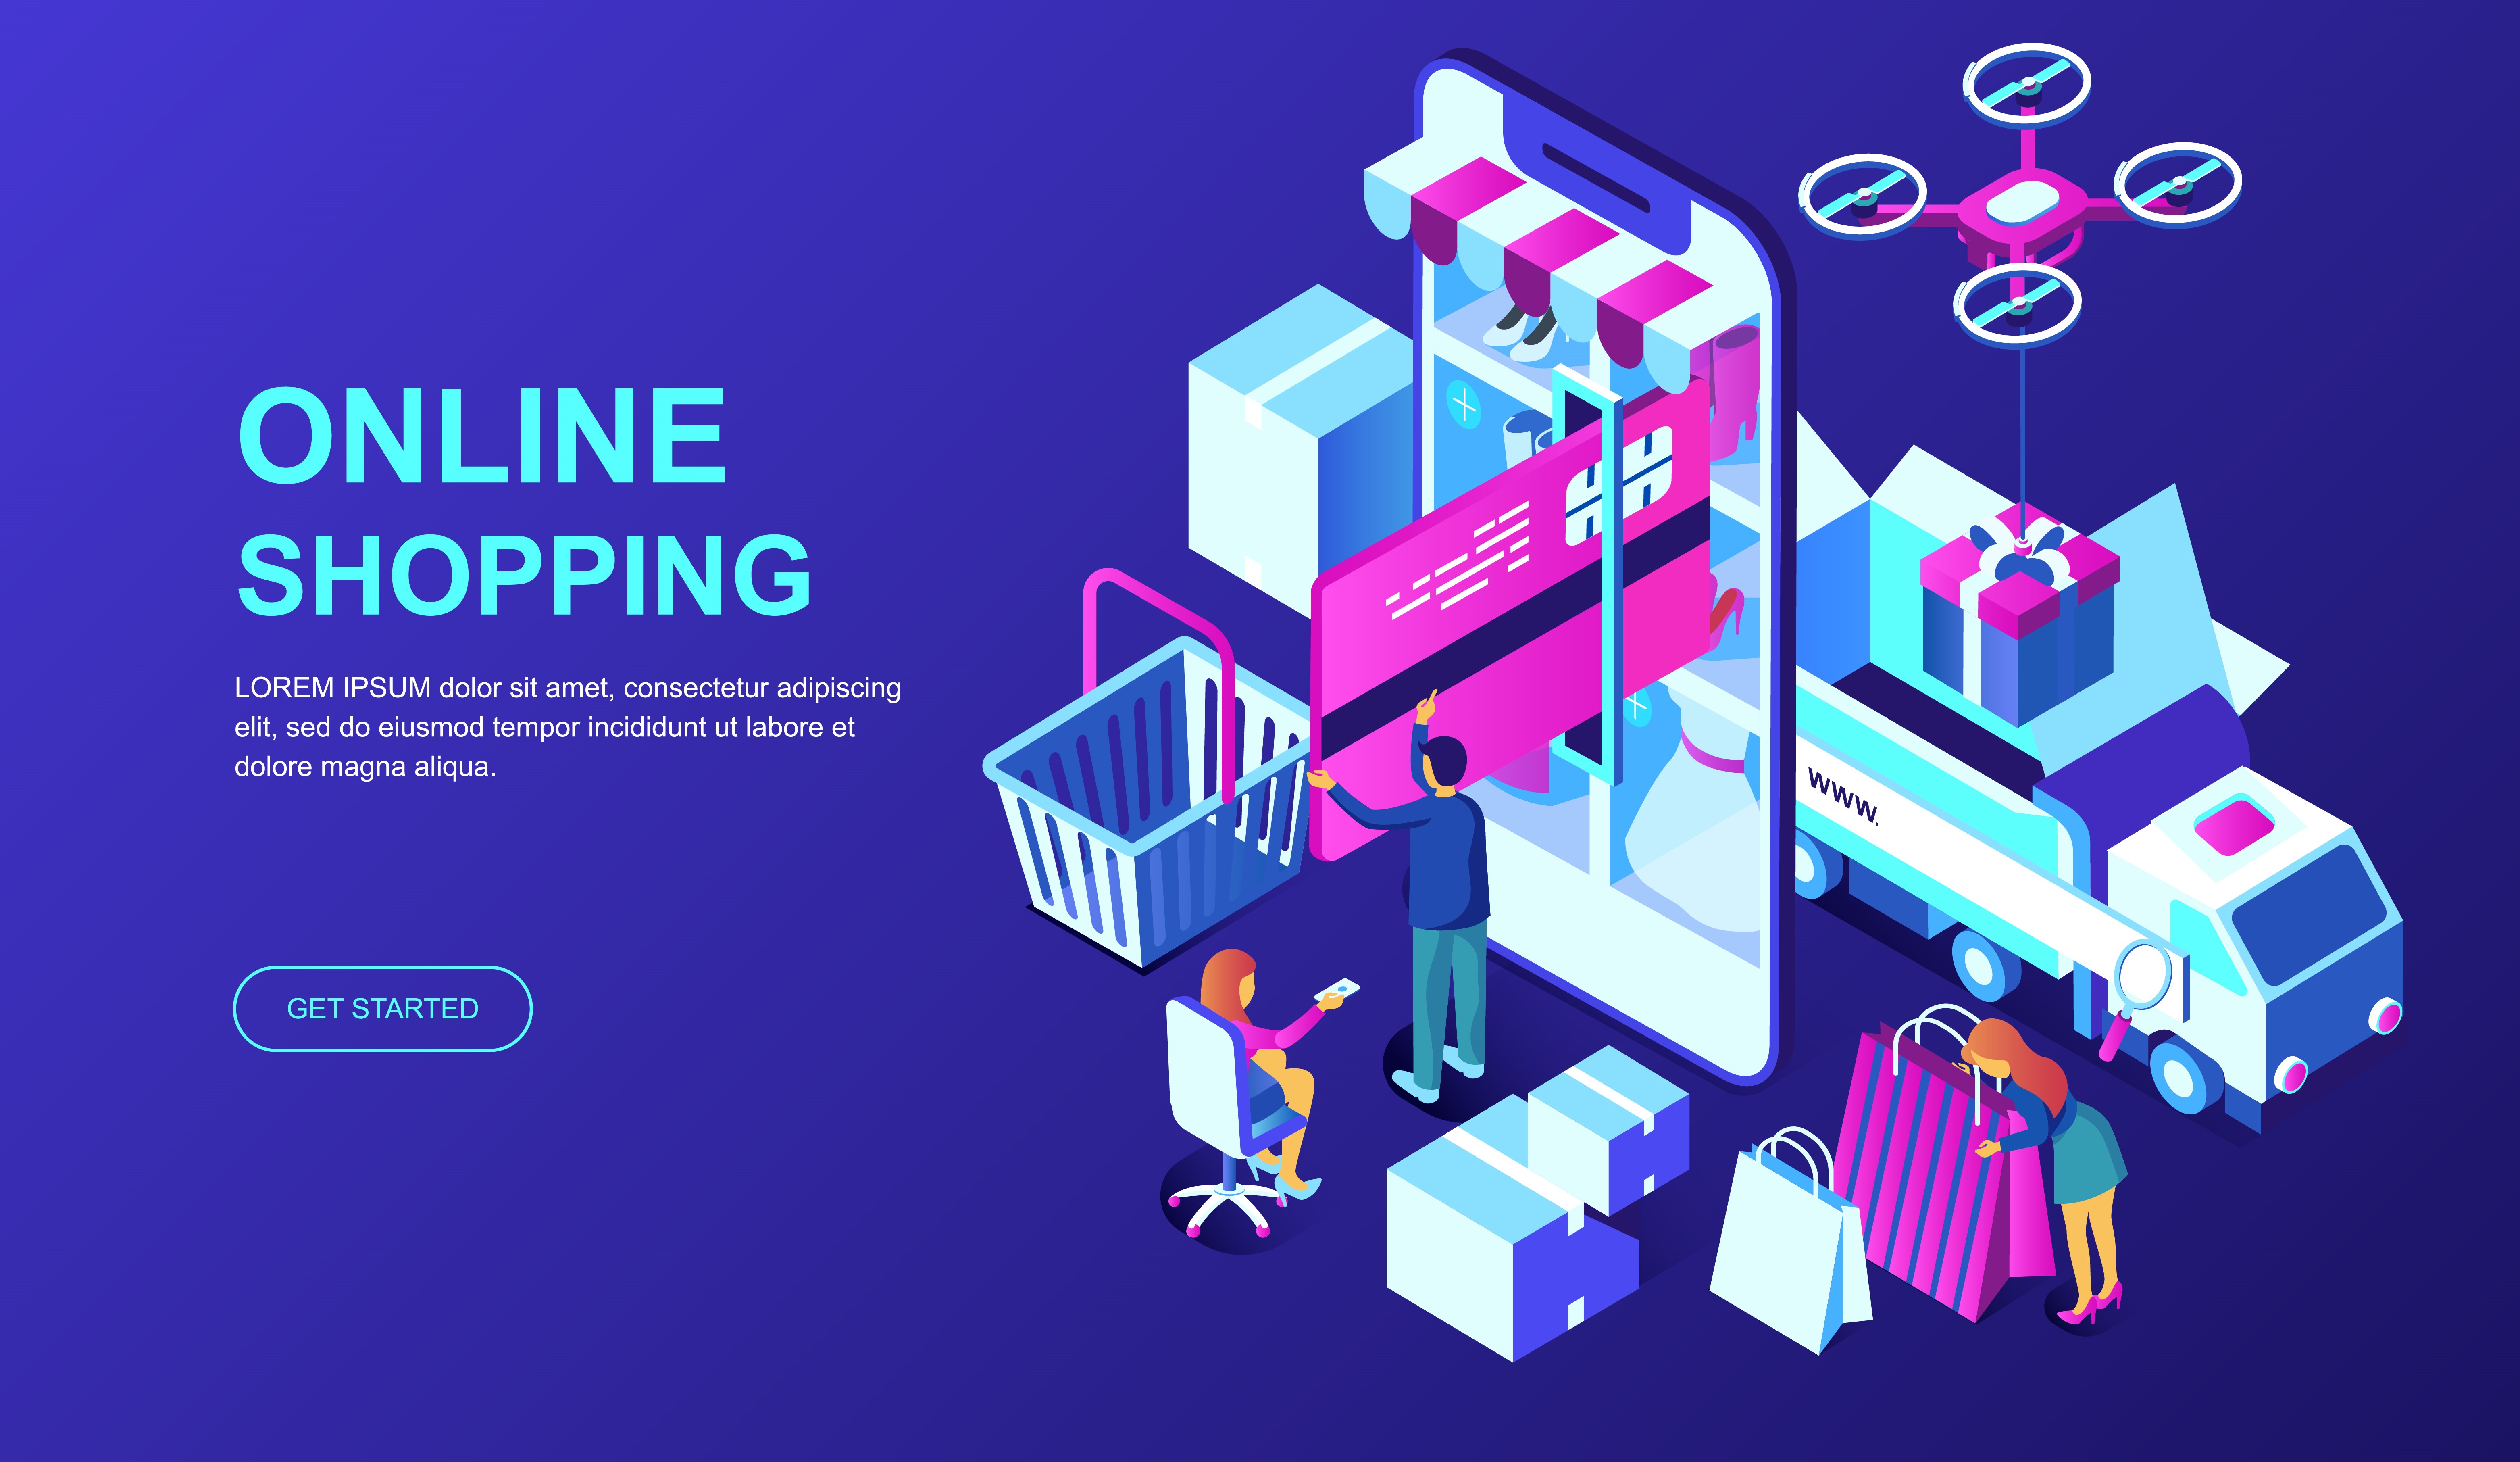 ONLINE
SHOPPING
LOREM IPSUM dolor sit amet, consectetur adipiscing
elit, sed do eiusmod tempor incididunt ut labore et
dolore magna aliqua.
GET STARTED
www.